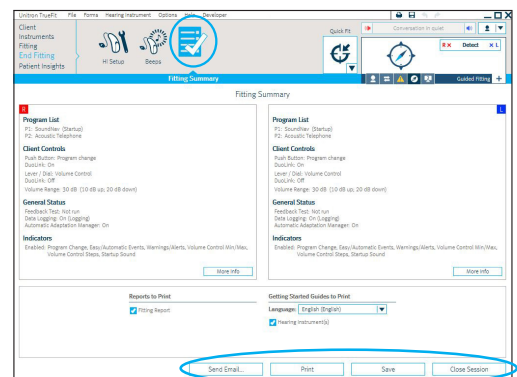 Unitron TrueFit File Forms Hearing Instrument Options Help Developer
Client
Instruments
Fitting
End Fitting
Patient Insights
Hi Setup
Beeps
Quick Fit
Conversation in quiet
R X Detect X L
Fitting Summary
Guided Fitting +
Fitting Summary
R
Program List
P1: SoundNav (Startup)
P2: Acoustic Telephone
Client Controls
Push Button: Program change
DuoLink: On
Lever / Dial: Volume Control
DuoLink: Off
Volume Range: 30 dB (10 dB up; 20 dB down)
General Status
Feedback Test: Not run
Data Logging: On (Logging)
Automatic Adaptation Manager: On
Indicators
Enabled: Program Change, Easy/Automatic Events, Warnings/Alerts, Volume Control Min/Max,
Volume Control Steps, Startup Sound
More Info
L
Program List
P1: SoundNav (Startup)
P2: Acoustic Telephone
Client Controls
Push Button: Program change
DuoLink: On
Lever / Dial: Volume Control
DuoLink: Off
Volume Range: 30 dB (10 dB up; 20 dB down)
General Status
Feedback Test: Not run
Data Logging: On (Logging)
Automatic Adaptation Manager: On
Indicators
Enabled: Program Change, Easy/Automatic Events, Warnings/Alerts, Volume Control Min/Max,
Volume Control Steps, Startup Sound
More Info
Reports to Print
Fitting Report
Getting Started Guides to Print
Language: English (English)
Hearing Instrument(s)
Send Email... Print Save Close Session